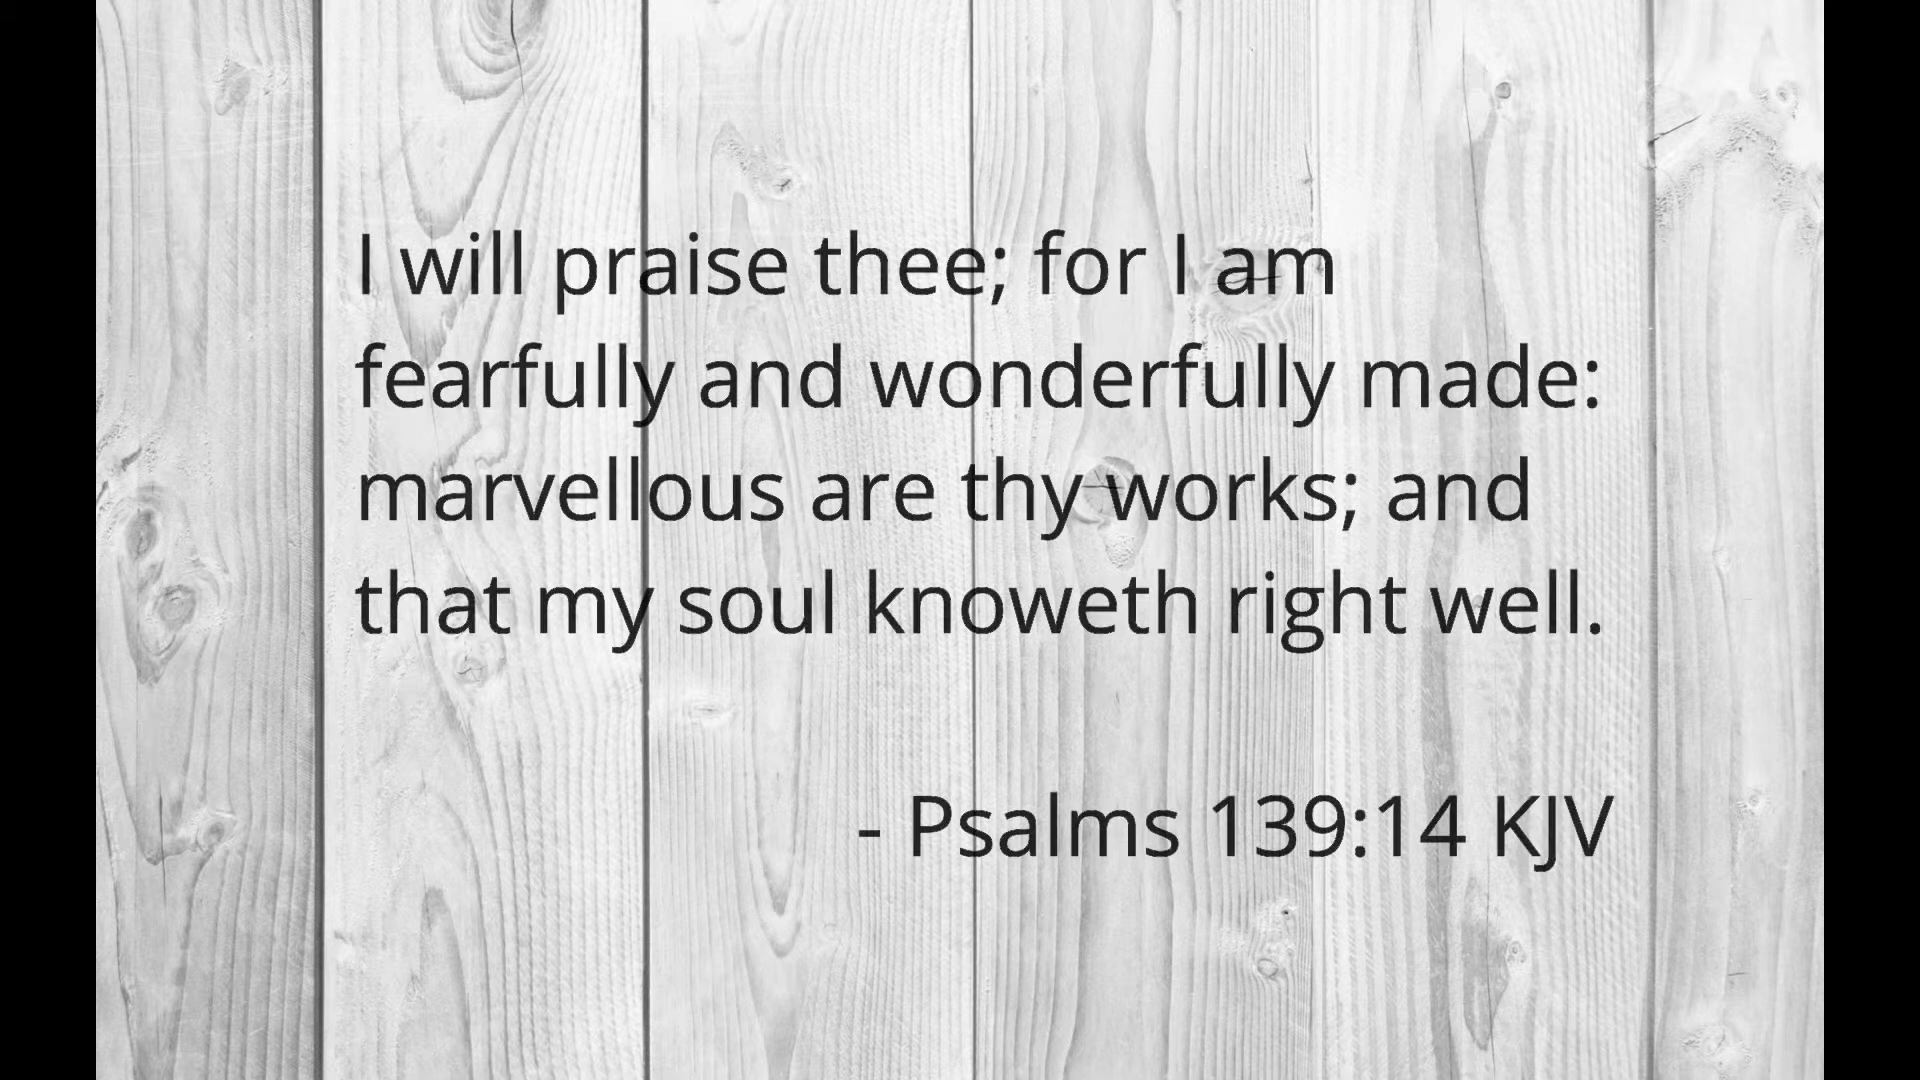 I will praise thee; for I am
fearfully and wonderfully made:
marvellous are thy works; and
that my soul knoweth right well.
- Psalms 139:14 KJV